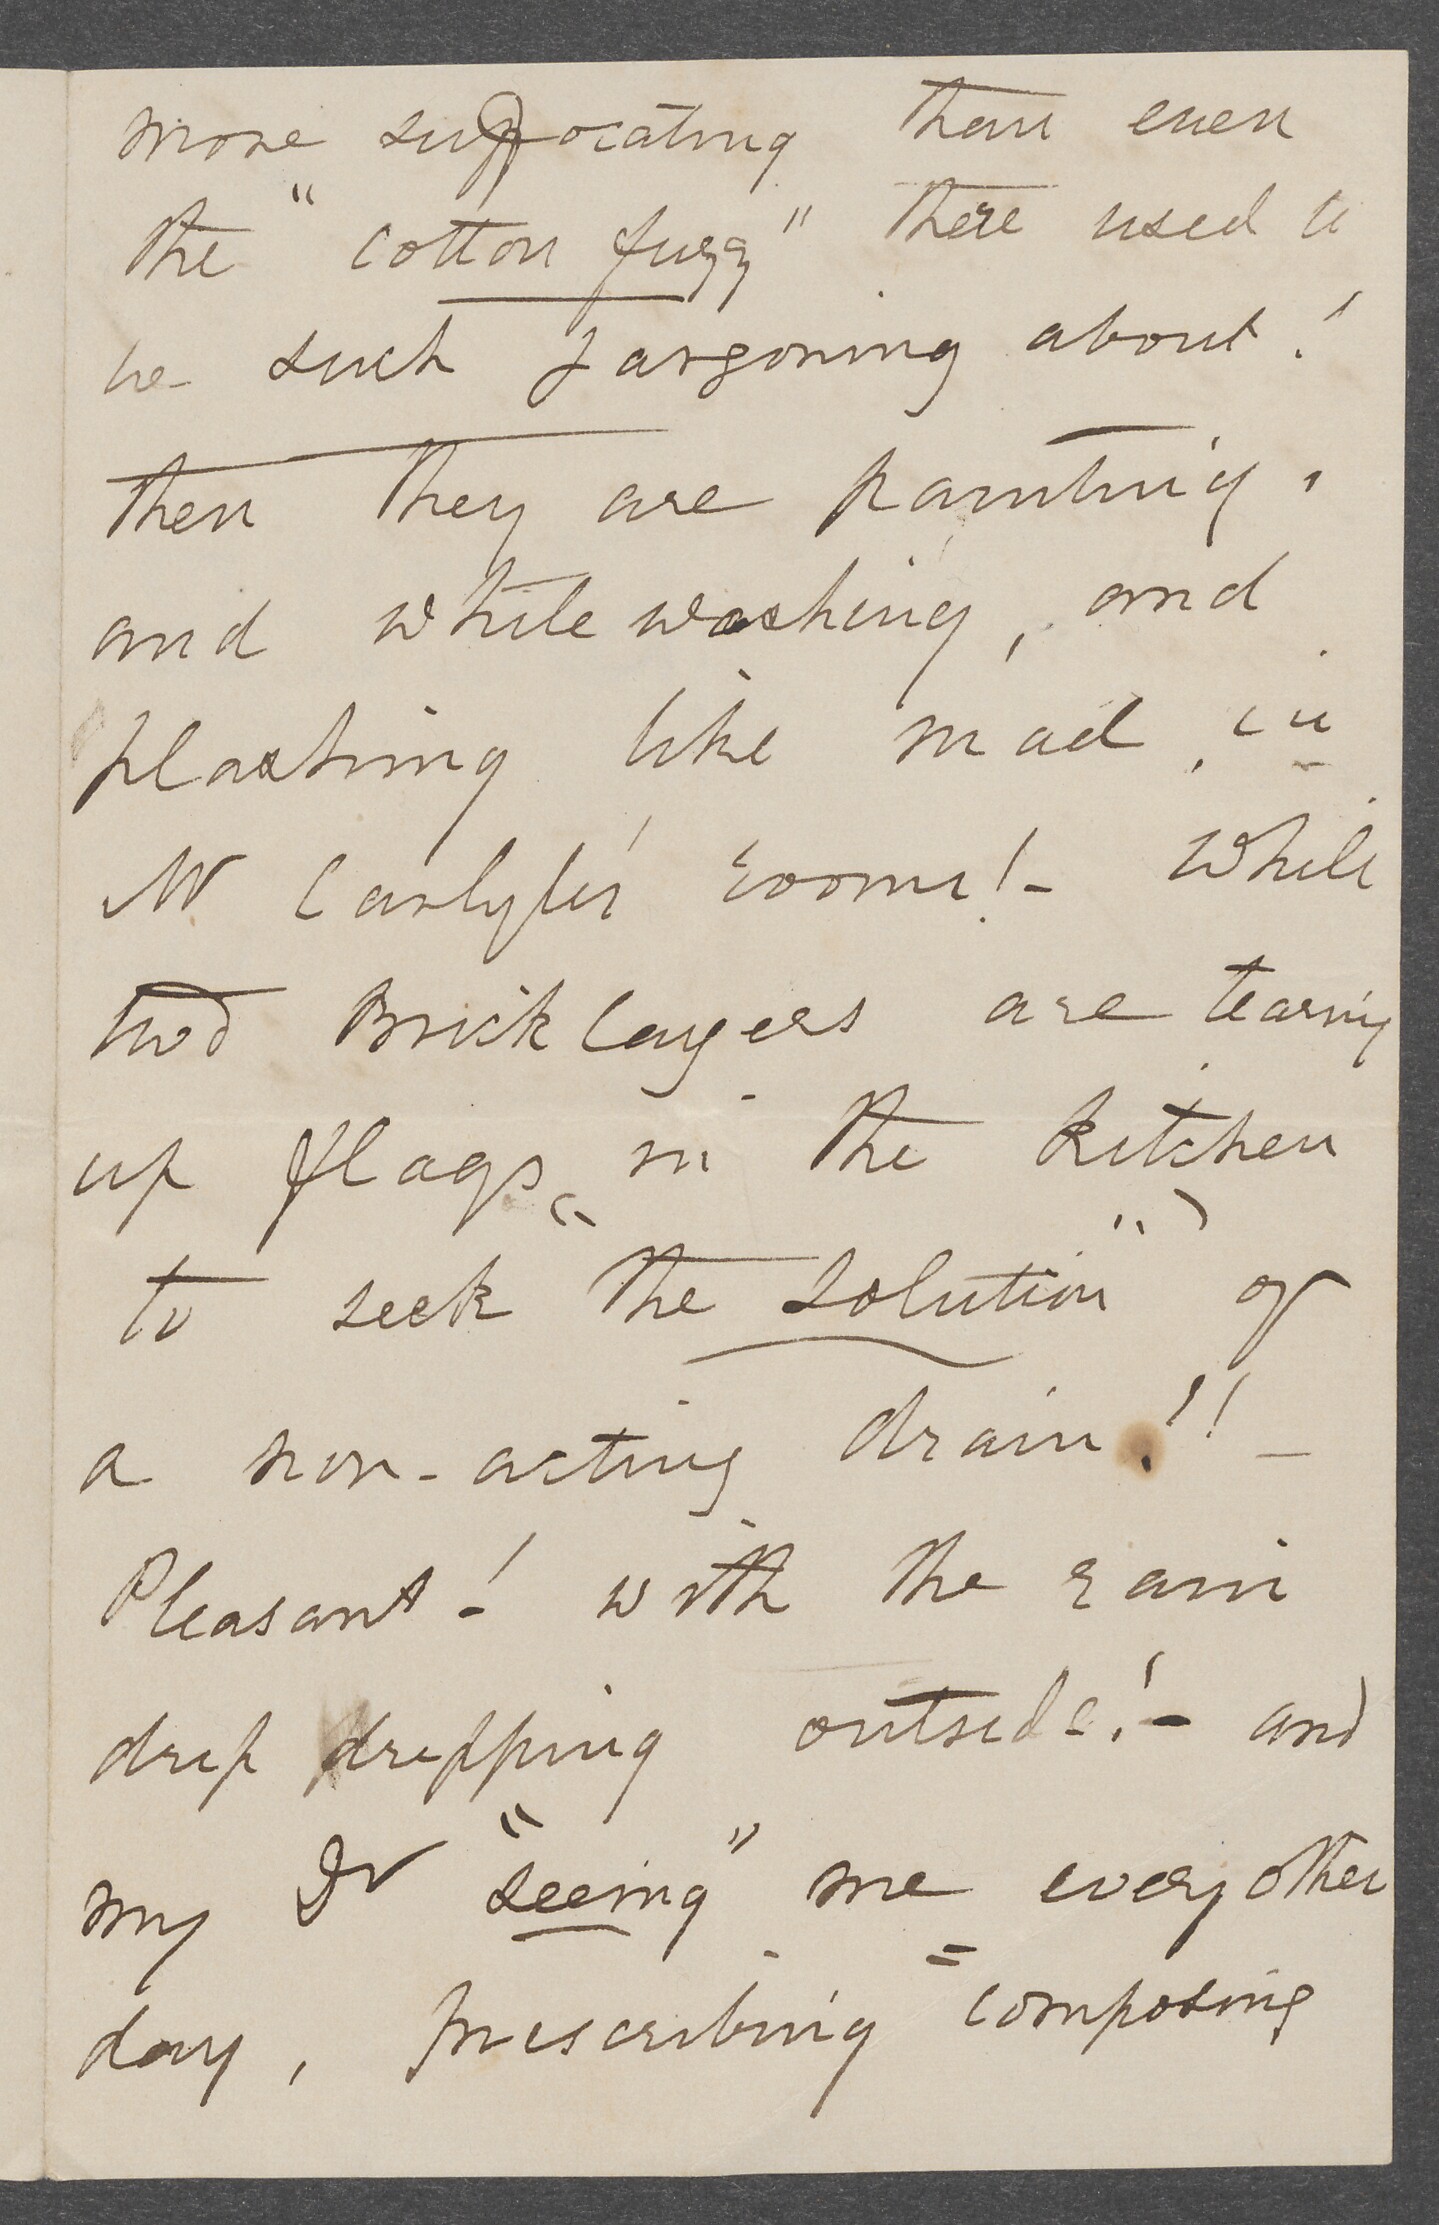 more suffocating than even
the "cotton fuzz" there used to
be such jargoning about!
then they are painting,
and white washing, and
plashing like mad, in
Mr Carlyle's rooms!- While
two Bricklayers are tearing
up flags, in the kitchen
to seek "the solution" of
a non-acting drain!! -
Pleasant! with the rain
drip dripping outside!- and
my Dr "seeing" me every other
day, prescribing "composing